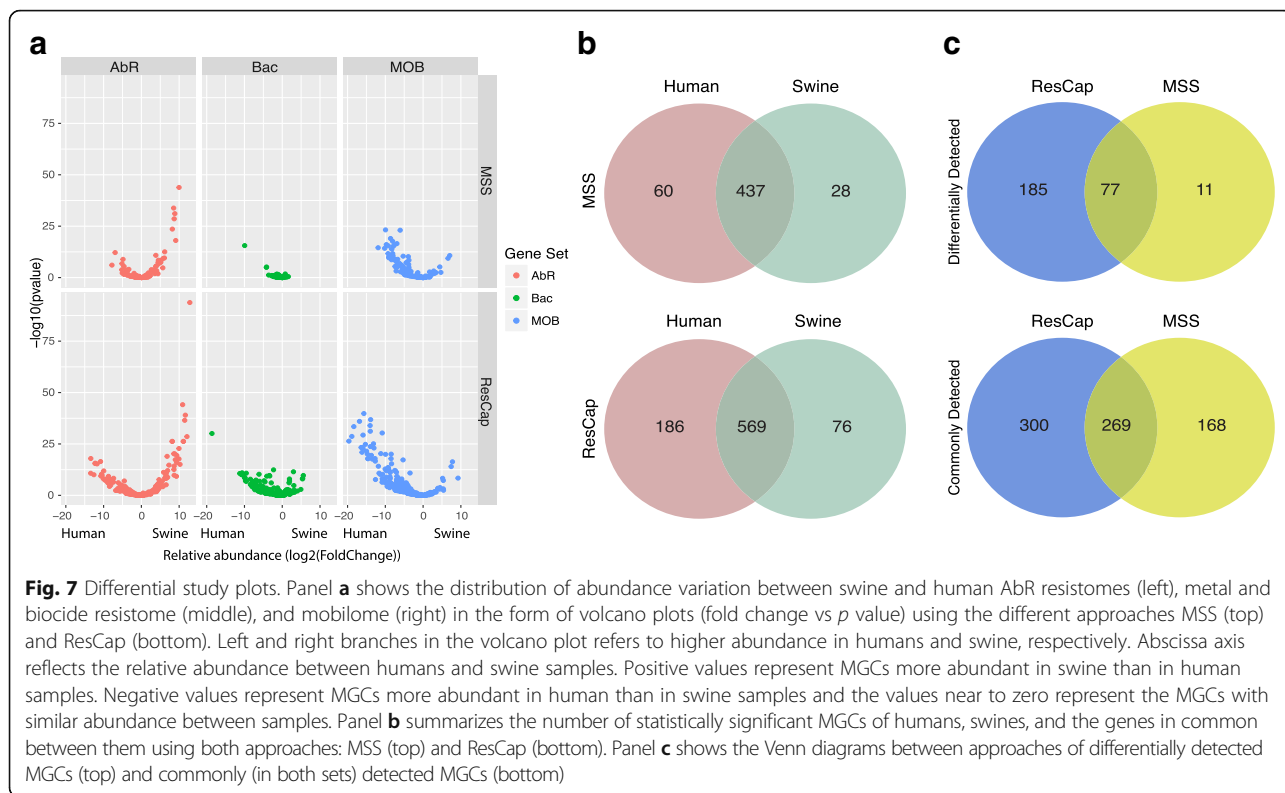 a
b
c
AbR
Bac
MOB
MSS
ResCap
−log10(pvalue)
75
50
25
0
75
50
25
0
−20
−10
0
10
−20
−10
0
10
−20
−10
0
10
Human
Swine
Human
Swine
Human
Swine
Relative abundance (log2(FoldChange))
Gene Set
AbR
Bac
MOB
Human
Swine
MSS
60
437
28
Human
Swine
ResCap
186
569
76
ResCap
MSS
Differentially Detected
185
77
11
ResCap
MSS
Commonly Detected
300
269
168
Fig. 7 Differential study plots. Panel a shows the distribution of abundance variation between swine and human AbR resistomes (left), metal and
biocide resistome (middle), and mobilome (right) in the form of volcano plots (fold change vs p value) using the different approaches MSS (top)
and ResCap (bottom). Left and right branches in the volcano plot refers to higher abundance in humans and swine, respectively. Abscissa axis
reflects the relative abundance between humans and swine samples. Positive values represent MGCs more abundant in swine than in human
samples. Negative values represent MGCs more abundant in human than in swine samples and the values near to zero represent the MGCs with
similar abundance between samples. Panel b summarizes the number of statistically significant MGCs of humans, swines, and the genes in common
between them using both approaches: MSS (top) and ResCap (bottom). Panel c shows the Venn diagrams between approaches of differentially detected
MGCs (top) and commonly (in both sets) detected MGCs (bottom)